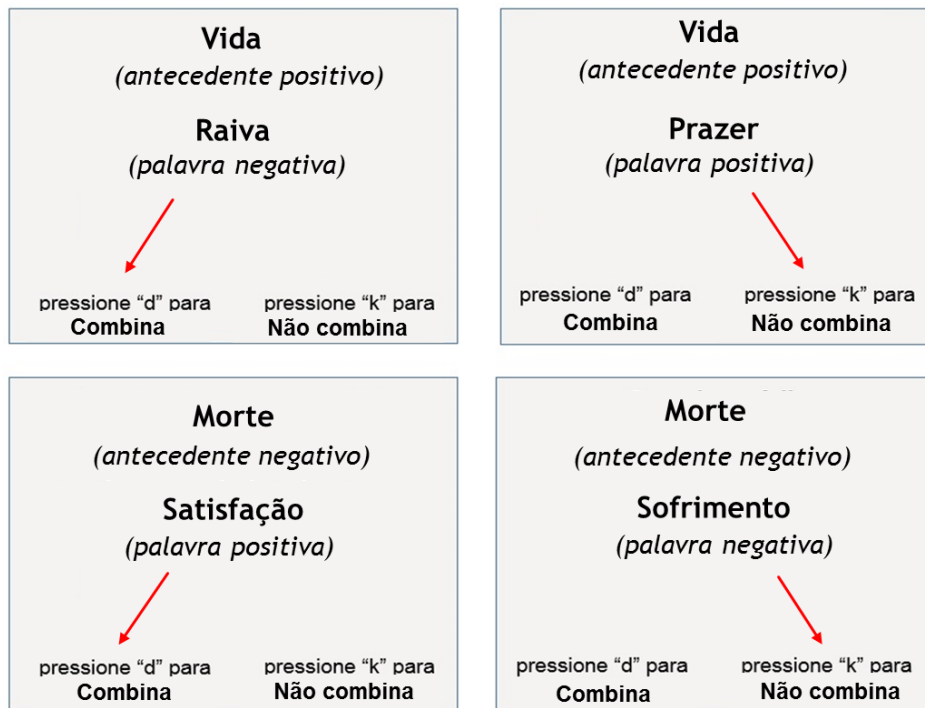 Vida
(antecedente positivo)
Raiva
(palavra negativa)
pressione “d” para
Combina
pressione “k” para
Não combina
Vida
(antecedente positivo)
Prazer
(palavra positiva)
pressione “d” para
Combina
pressione “k” para
Não combina
Morte
(antecedente negativo)
Satisfação
(palavra positiva)
pressione “d” para
Combina
pressione “k” para
Não combina
Morte
(antecedente negativo)
Sofrimento
(palavra negativa)
pressione “d” para
Combina
pressione “k” para
Não combina